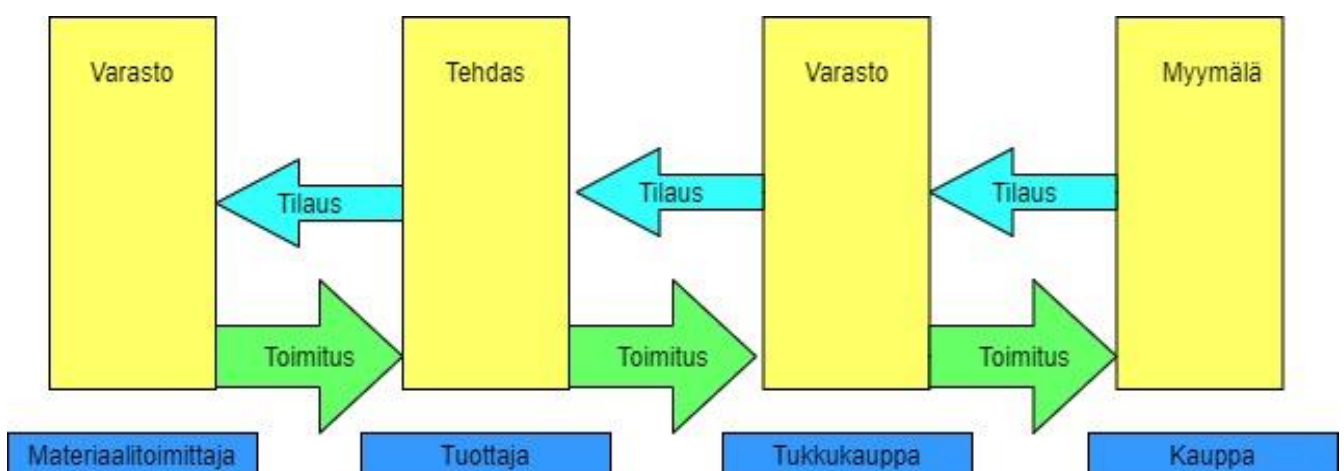 Varasto
Tehdas
Varasto
Myymälä
Tilaus
Tilaus
Tilaus
Toimitus
Toimitus
Toimitus
Materiaalitoimittaja
Tuottaja
Tukkukauppa
Kauppa